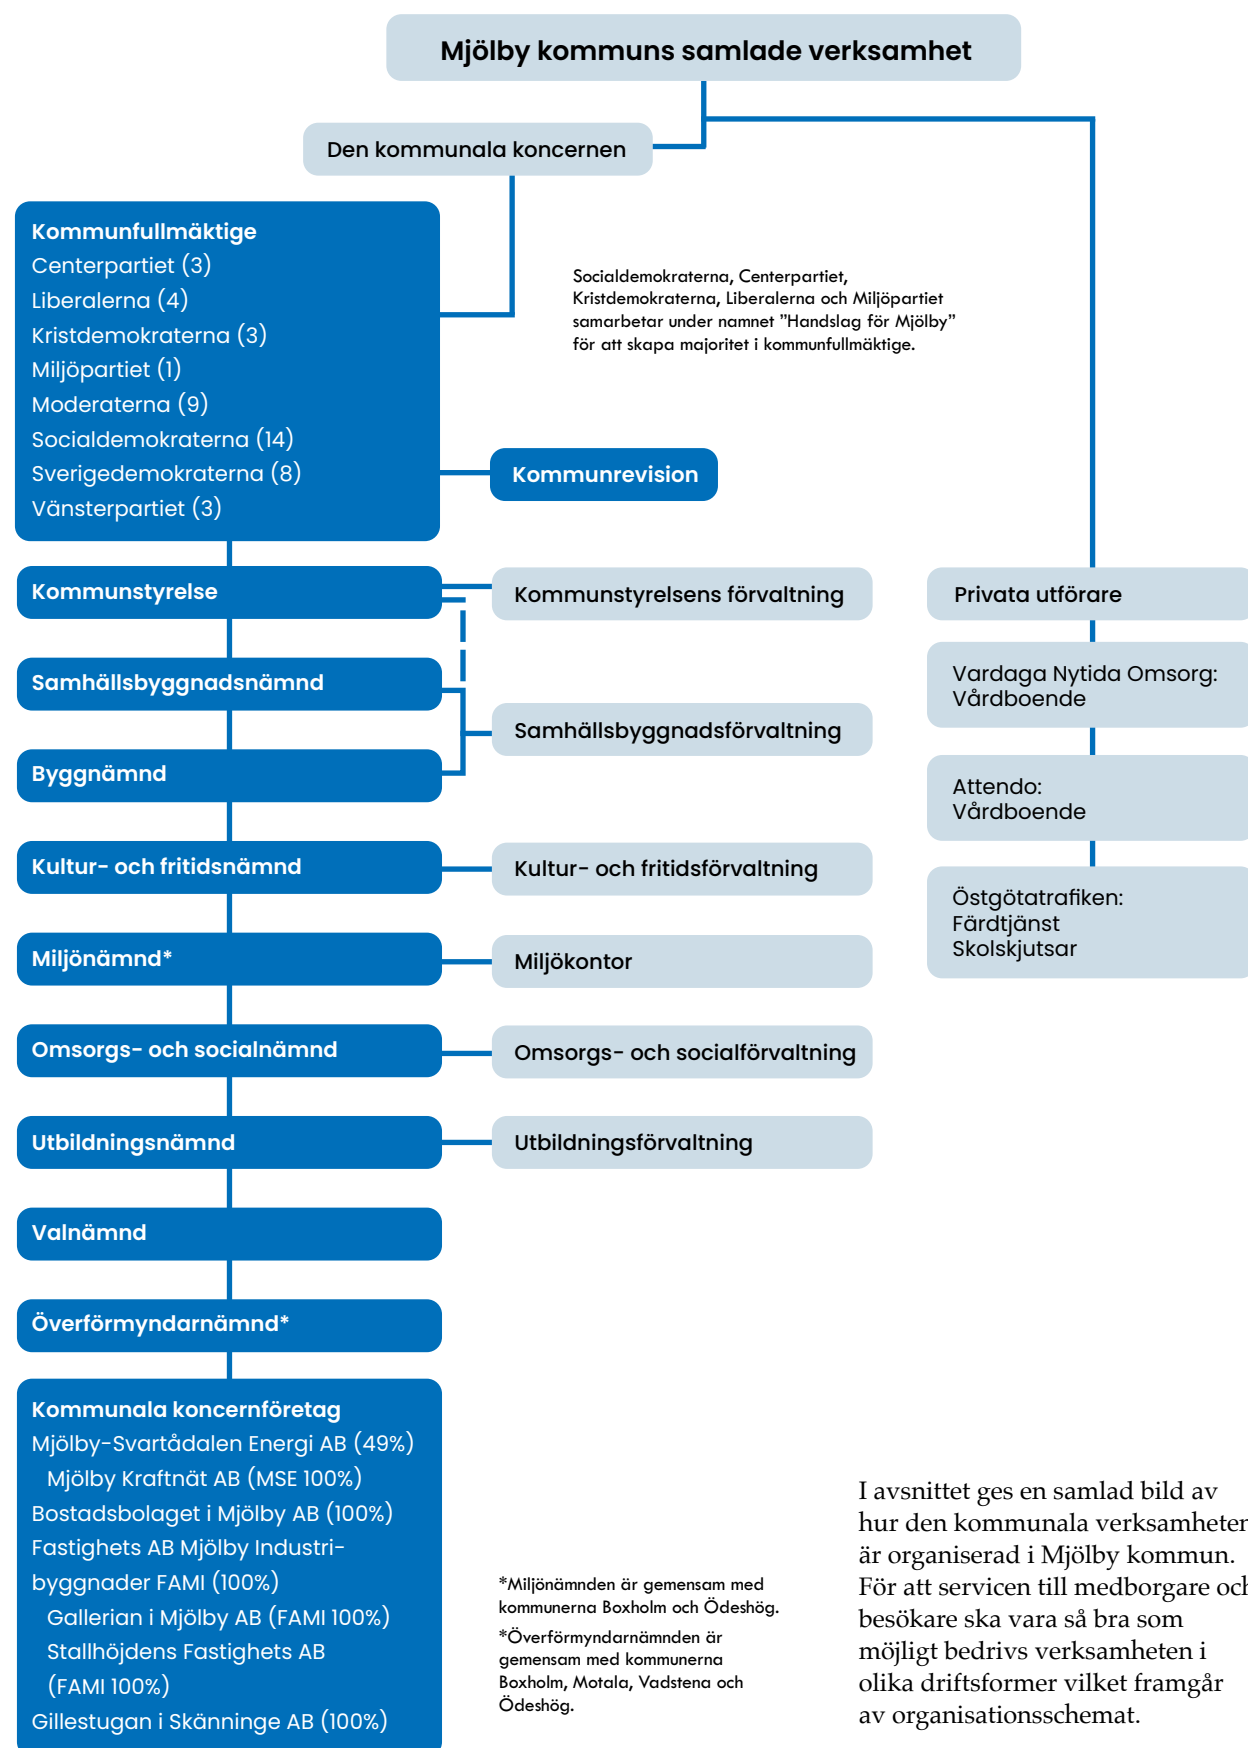 Mjölby kommuns samlade verksamhet
Den kommunala koncernen
Kommunfullmäktige
Centerpartiet (3)
Liberalerna (4)
Kristdemokraterna (3)
Miljöpartiet (1)
Moderaterna (9)
Socialdemokraterna (14)
Sverigedemokraterna (8)
Vänsterpartiet (3)
Socialdemokraterna, Centerpartiet,
Kristdemokraterna, Liberalerna och Miljöpartiet
samarbetar under namnet ”Handslag för Mjölby”
för att skapa majoritet i kommunfullmäktige.
Kommunrevision
Kommunstyrelse
Kommunstyrelsens förvaltning
Samhällsbyggnadsnämnd
Samhällsbyggnadsförvaltning
Byggnämnd
Kultur- och fritidsnämnd
Kultur- och fritidsförvaltning
Miljönämnd*
Miljökontor
Omsorgs- och socialnämnd
Omsorgs- och socialförvaltning
Utbildningsnämnd
Utbildningsförvaltning
Valnämnd
Överförmyndarnämnd*
Privata utförare
Vardaga Nytida Omsorg:
Vårdboende
Attendo:
Vårdboende
Östgötatrafiken:
Färdtjänst
Skolskjutsar
Kommunala koncernföretag
Mjölby-Svartådalen Energi AB (49%)
Mjölby Kraftnät AB (MSE 100%)
Bostadsbolaget i Mjölby AB (100%)
Fastighets AB Mjölby Industri-
byggnader FAMI (100%)
Gallerian i Mjölby AB (FAMI 100%)
Stallhöjdens Fastighets AB
(FAMI 100%)
Gillestugan i Skänninge AB (100%)
*Miljönämnden är gemensam med
kommunerna Boxholm och Ödeshög.
*Överförmyndarnämnden är
gemensam med kommunerna
Boxholm, Motala, Vadstena och
Ödeshög.
I avsnittet ges en samlad bild av
hur den kommunala verksamheten
är organiserad i Mjölby kommun.
För att servicen till medborgare och
besökare ska vara så bra som
möjligt bedrivs verksamheten i
olika driftsformer vilket framgår
av organisationsschemat.